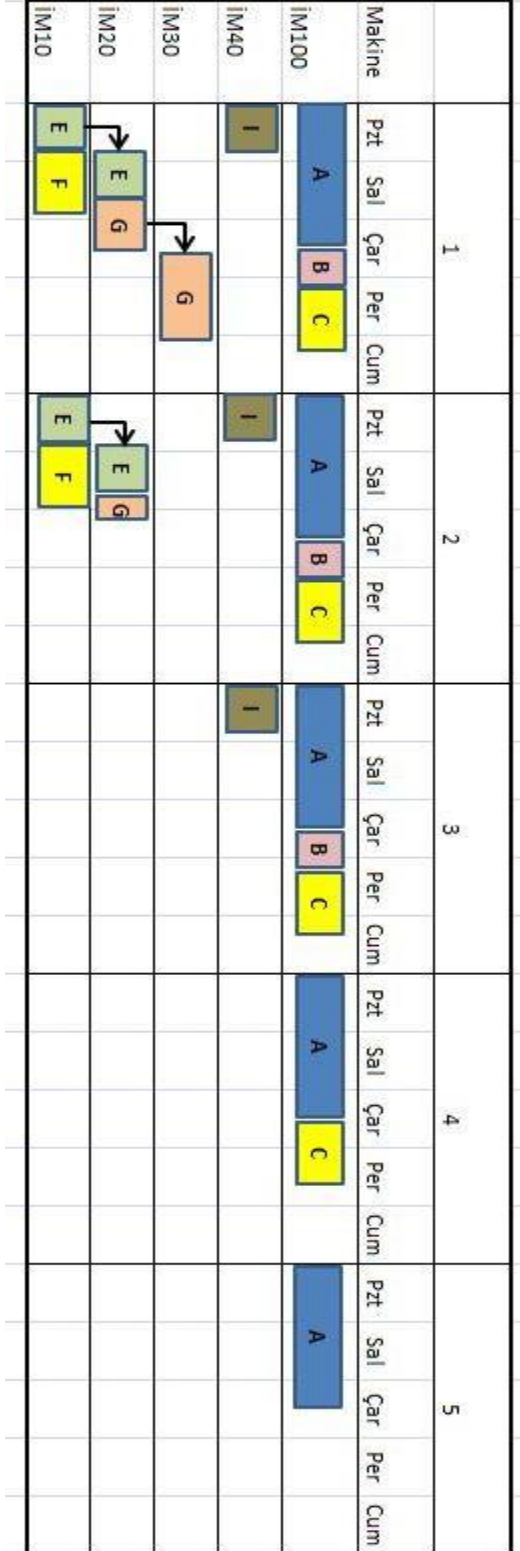 1 2 3 4 5
Makine Pzt Sal Çar Per Cum Pzt Sal Çar Per Cum Pzt Sal Çar Per Cum Pzt Sal Çar Per Cum Pzt Sal Çar Per Cum
İM100 A B C A B C A B C A C A
İM40 I I I
İM30 G
İM20 E G E G
İM10 E F E F